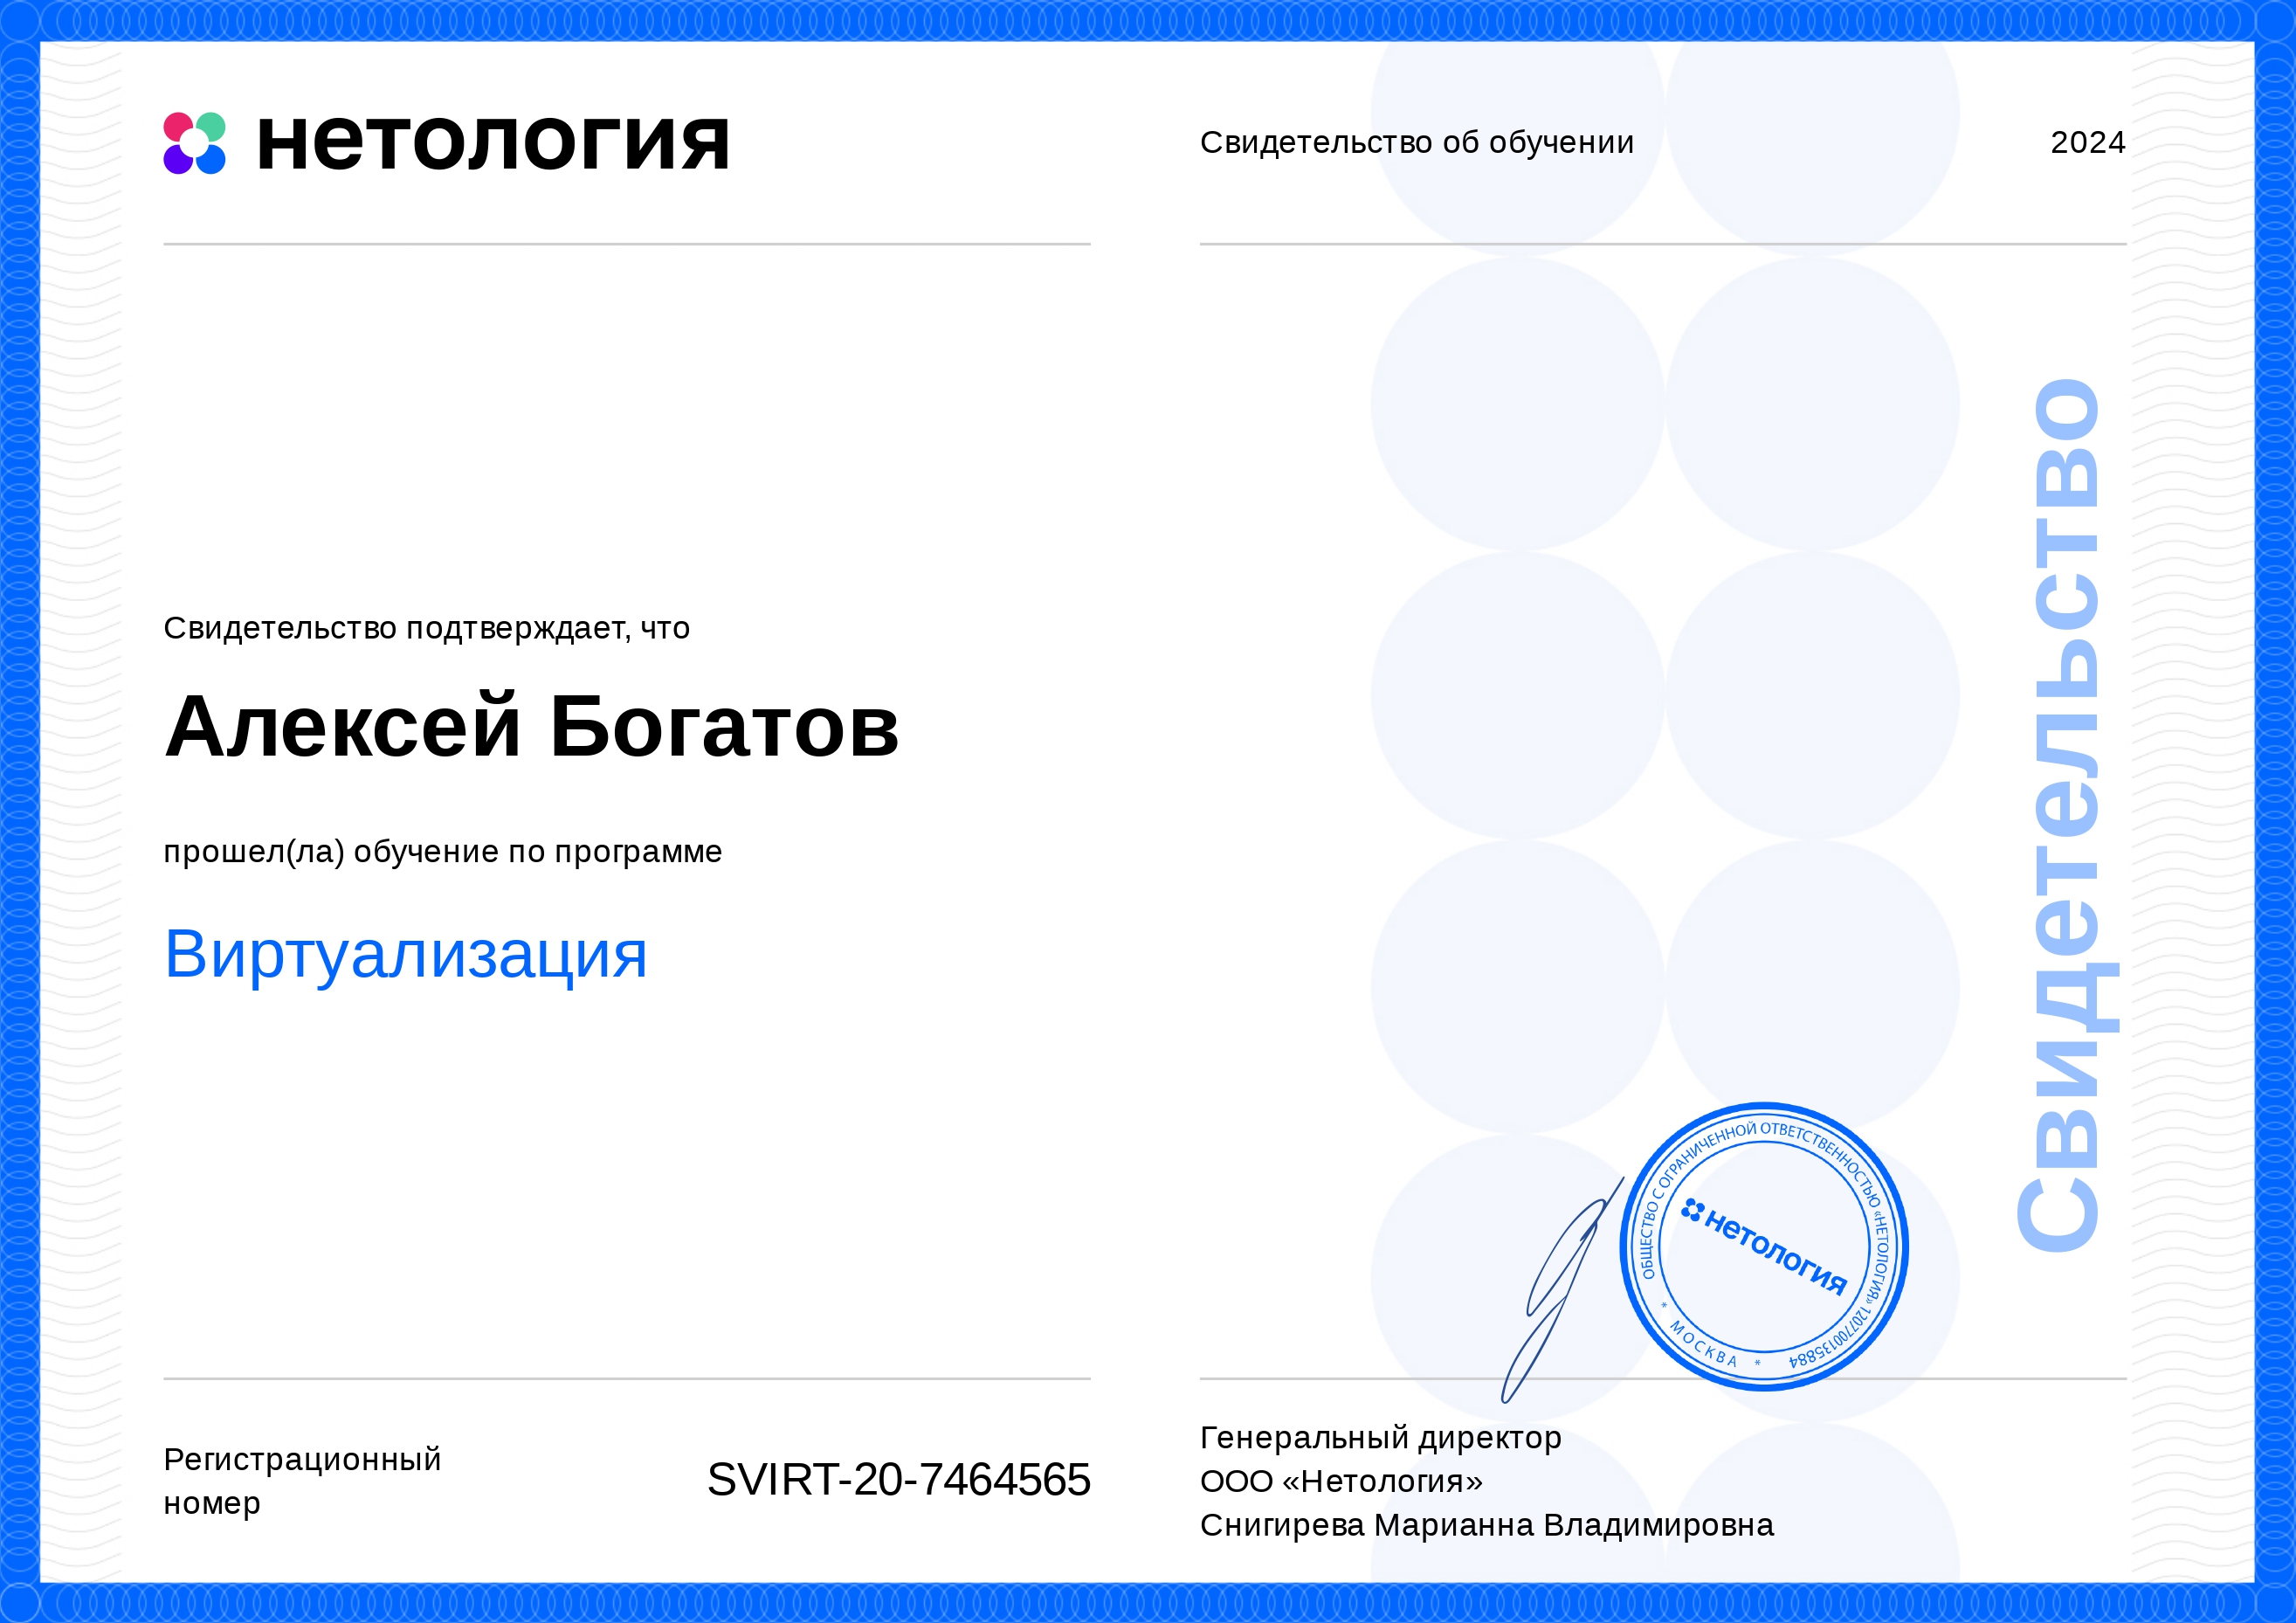 нетология
Свидетельство об обучении
2024
Свидетельство подтверждает, что
Алексей Богатов
прошел(ла) обучение по программе
Виртуализация
Свидетельство
ОБЩЕСТВО С ОГРАНИЧЕННОЙ ОТВЕТСТВЕННОСТЬЮ «НЕТОЛОГИЯ» 1207700135884
* МОСКВА *
нетология
Регистрационный
номер
SVIRT-20-7464565
Генеральный директор
ООО «Нетология»
Снигирева Марианна Владимировна